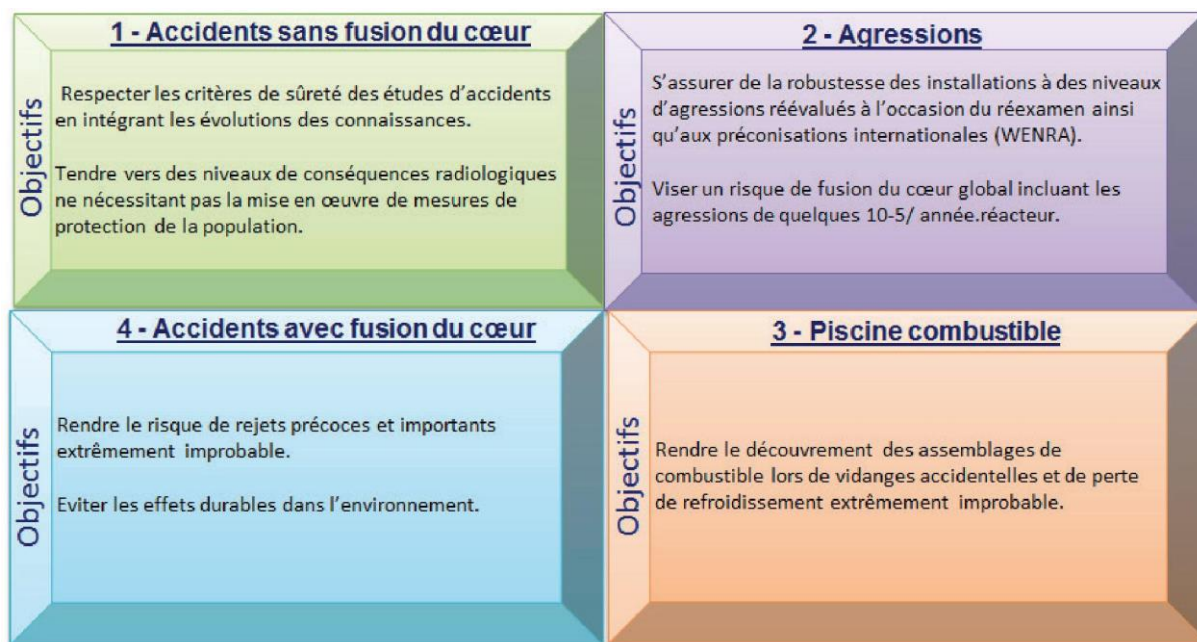 1 - Accidents sans fusion du cœur
Objectifs
Respecter les critères de sûreté des études d'accidents
en intégrant les évolutions des connaissances.
Tendre vers des niveaux de conséquences radiologiques
ne nécessitant pas la mise en œuvre de mesures de
protection de la population.
2 - Agressions
Objectifs
S'assurer de la robustesse des installations à des niveaux
d'agressions réévalués à l'occasion du réexamen ainsi
qu'aux préconisations internationales (WENRA).
Viser un risque de fusion du cœur global incluant les
agressions de quelques 10-5/ année.réacteur.
4 - Accidents avec fusion du cœur
Objectifs
Rendre le risque de rejets précoces et importants
extrêmement improbable.
Eviter les effets durables dans l'environnement.
3 - Piscine combustible
Objectifs
Rendre le découvrement des assemblages de
combustible lors de vidanges accidentelles et de perte
de refroidissement extrêmement improbable.